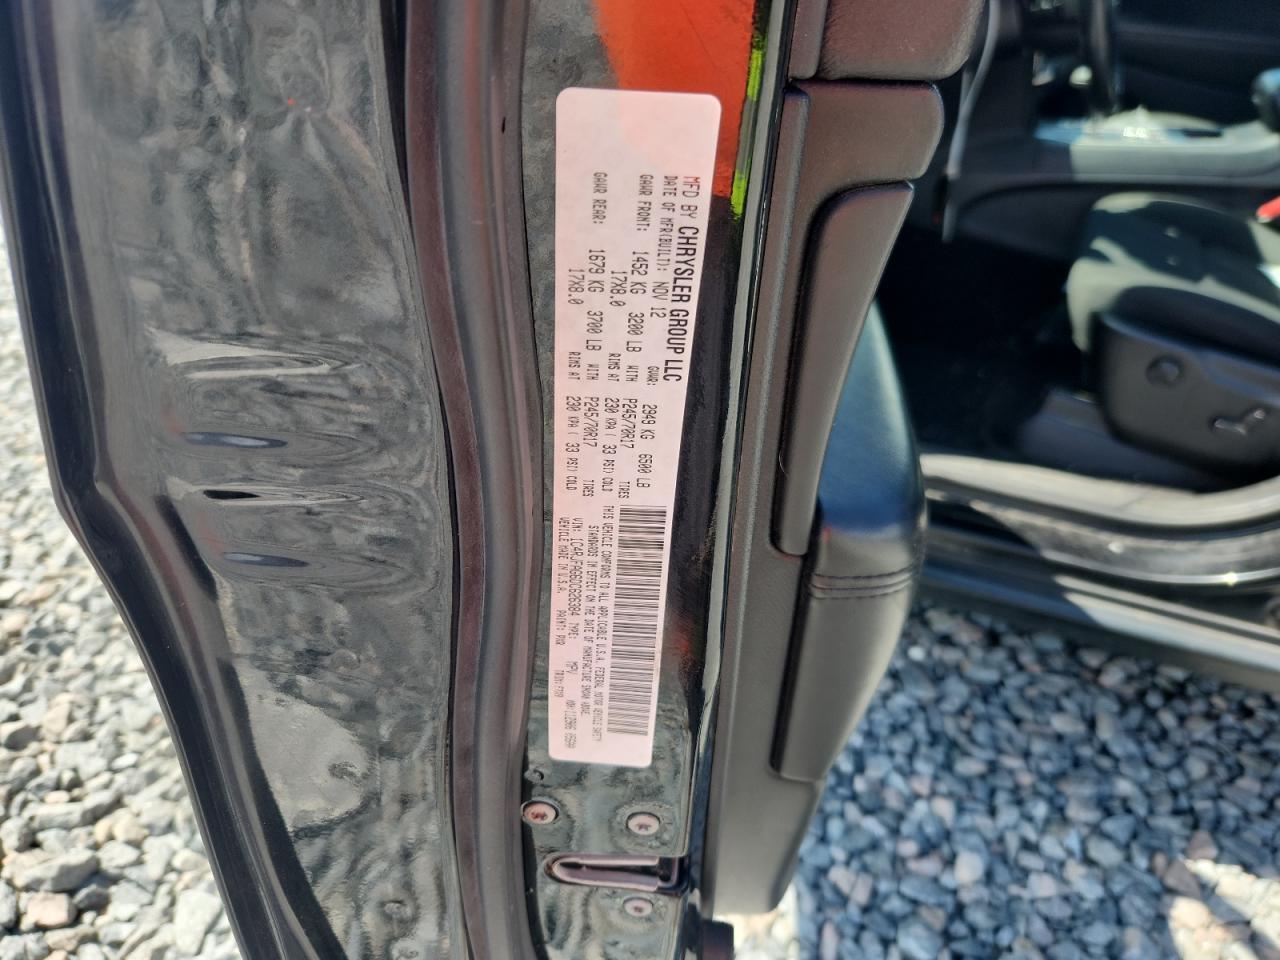 MFD BY CHRYSLER GROUP LLC
DATE OF MFR(BUILT): NOV 12 GVWR: 2949 KG 6500 LB
GAWR FRONT: 1452 KG 3200 LB WITH P245/70R17 TIRES
17X8.0 RIMS AT 230 KPA ( 33 PSI) COLD
GAWR REAR: 1679 KG 3700 LB WITH P245/70R17 TIRES
17X8.0 RIMS AT 230 KPA ( 33 PSI) COLD
THIS VEHICLE CONFORMS TO ALL APPLICABLE U.S.A. FEDERAL MOTOR VEHICLE SAFETY
STANDARDS IN EFFECT ON THE DATE OF MANUFACTURE SHOWN ABOVE.
VIN: 1C4RJFAG6DC626384 TYPE: MPV
VEHICLE MADE IN U.S.A. PAINT: TRIM: